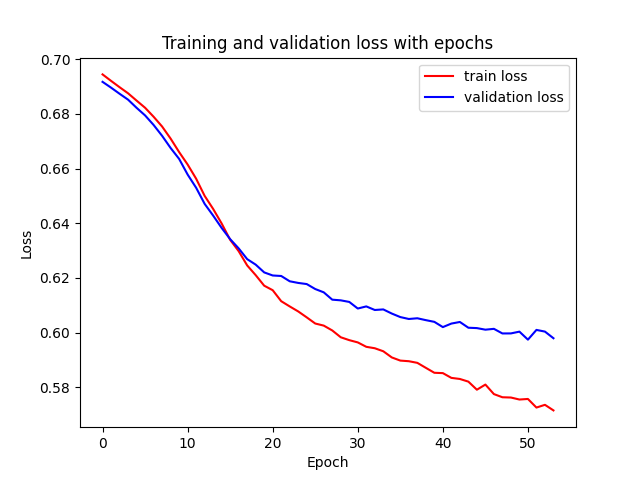 Training and validation loss with epochs
train loss
validation loss
Loss
0.70
0.68
0.66
0.64
0.62
0.60
0.58
0
10
20
30
40
50
Epoch